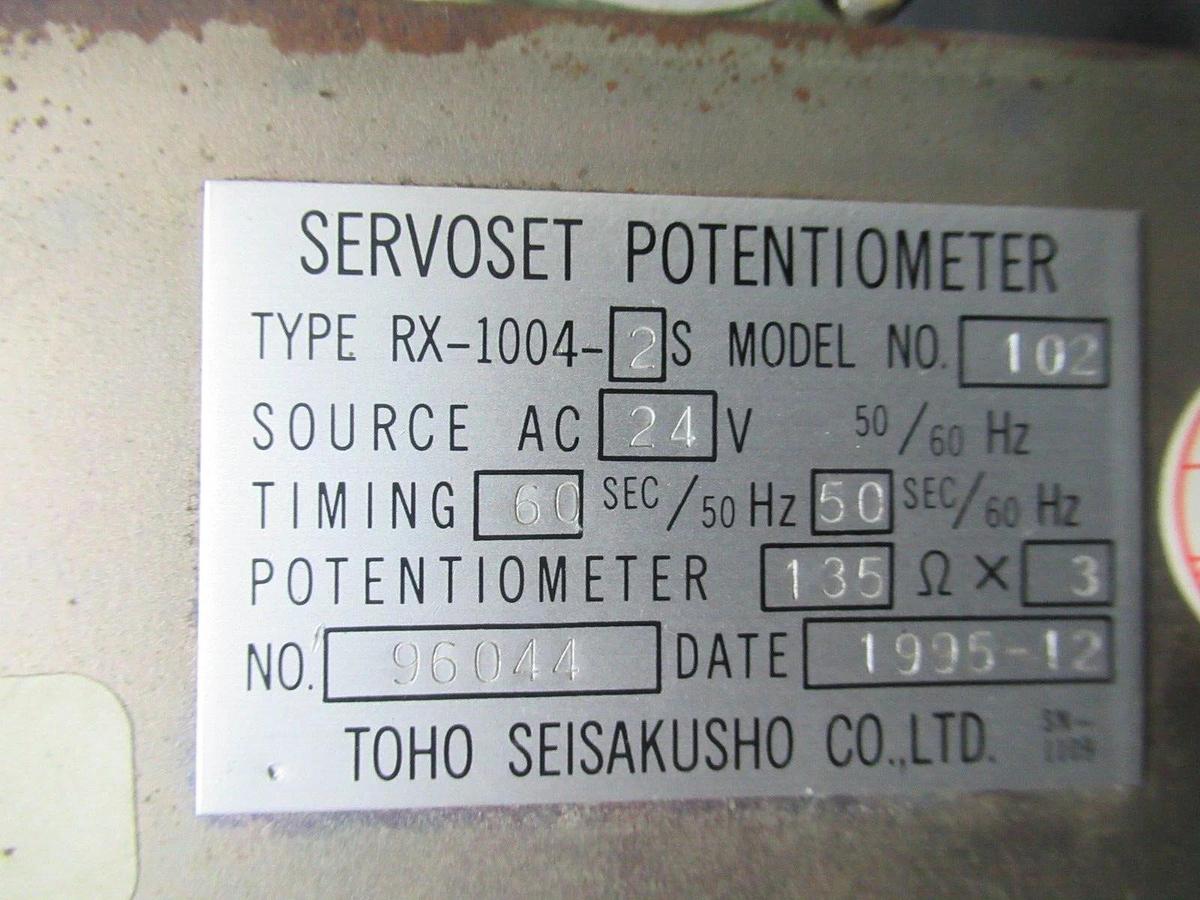 SERVOSET POTENTIOMETER
TYPE RX-1004-2S MODEL NO. 102
SOURCE AC 24 V 50/60 Hz
TIMING 60 SEC/50 Hz 50 SEC/60 Hz
POTENTIOMETER 135 Ω × 3
NO. 96044 DATE 1995-12
TOHO SEISAKUSHO CO.,LTD. SN-